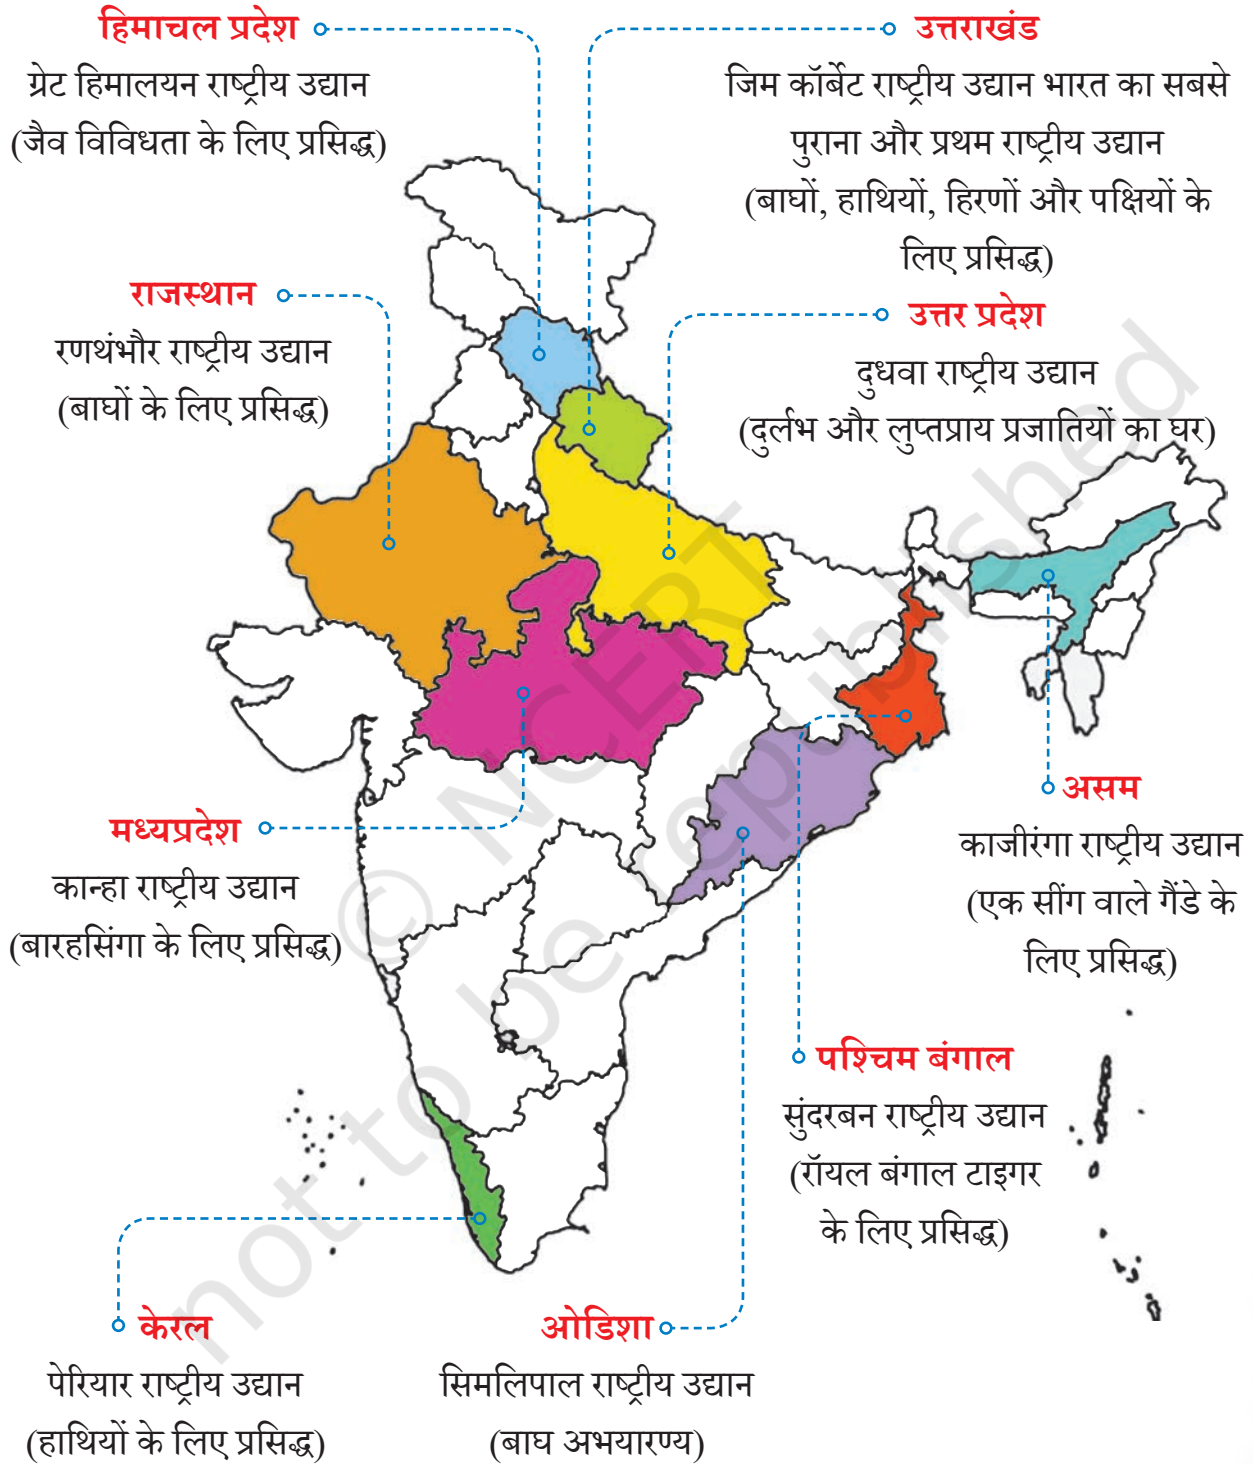 हिमाचल प्रदेश
ग्रेट हिमालयन राष्ट्रीय उद्यान
(जैव विविधता के लिए प्रसिद्ध)
उत्तराखंड
जिम कॉर्बेट राष्ट्रीय उद्यान भारत का सबसे
पुराना और प्रथम राष्ट्रीय उद्यान
(बाघों, हाथियों, हिरणों और पक्षियों के
लिए प्रसिद्ध)
राजस्थान
रणथंभौर राष्ट्रीय उद्यान
(बाघों के लिए प्रसिद्ध)
उत्तर प्रदेश
दुधवा राष्ट्रीय उद्यान
(दुर्लभ और लुप्तप्राय प्रजातियों का घर)
मध्यप्रदेश
कान्हा राष्ट्रीय उद्यान
(बारहसिंगा के लिए प्रसिद्ध)
असम
काजीरंगा राष्ट्रीय उद्यान
(एक सींग वाले गैंडे के
लिए प्रसिद्ध)
पश्चिम बंगाल
सुंदरबन राष्ट्रीय उद्यान
(रॉयल बंगाल टाइगर
के लिए प्रसिद्ध)
केरल
पेरियार राष्ट्रीय उद्यान
(हाथियों के लिए प्रसिद्ध)
ओडिशा
सिमलिपाल राष्ट्रीय उद्यान
(बाघ अभयारण्य)
© NCERT
not to be republished